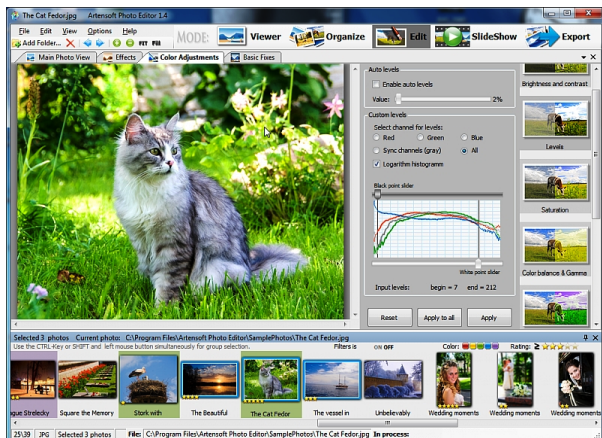 The Cat Fedor.jpg Artensoft Photo Editor 1.4
File Edit View Options Help
Add Folder... FIT Fill
MODE: Viewer Organize Edit SlideShow Export
Main Photo View Effects Color Adjustments Basic Fixes
Auto levels
Enable auto levels
Value: 2%
Custom levels
Select channel for levels:
Red Green Blue
Sync channels (gray) All
Logarithm histogramm
Black point slider
White point slider
Input levels: begin = 7 end = 212
Reset Apply to all Apply
Brightness and contrast
Levels
Saturation
Color balance & Gamma
Selected 3 photos Current photo: C:\Program Files\Artensoft Photo Editor\SamplePhotos\The Cat Fedor.jpg
Use the CTRL-Key or SHIFT and left mouse button simultaneously for group selection. Filters is ON OFF Color: Rating: ≥
gue Strelecky Square the Memory Stork with The Beautiful The Cat Fedor The vessel in Unbelievably Wedding moments Wedding moments Wedding moments
25\39 JPG Selected 3 photos File: C:\Program Files\Artensoft Photo Editor\SamplePhotos\The Cat Fedor.jpg In process: